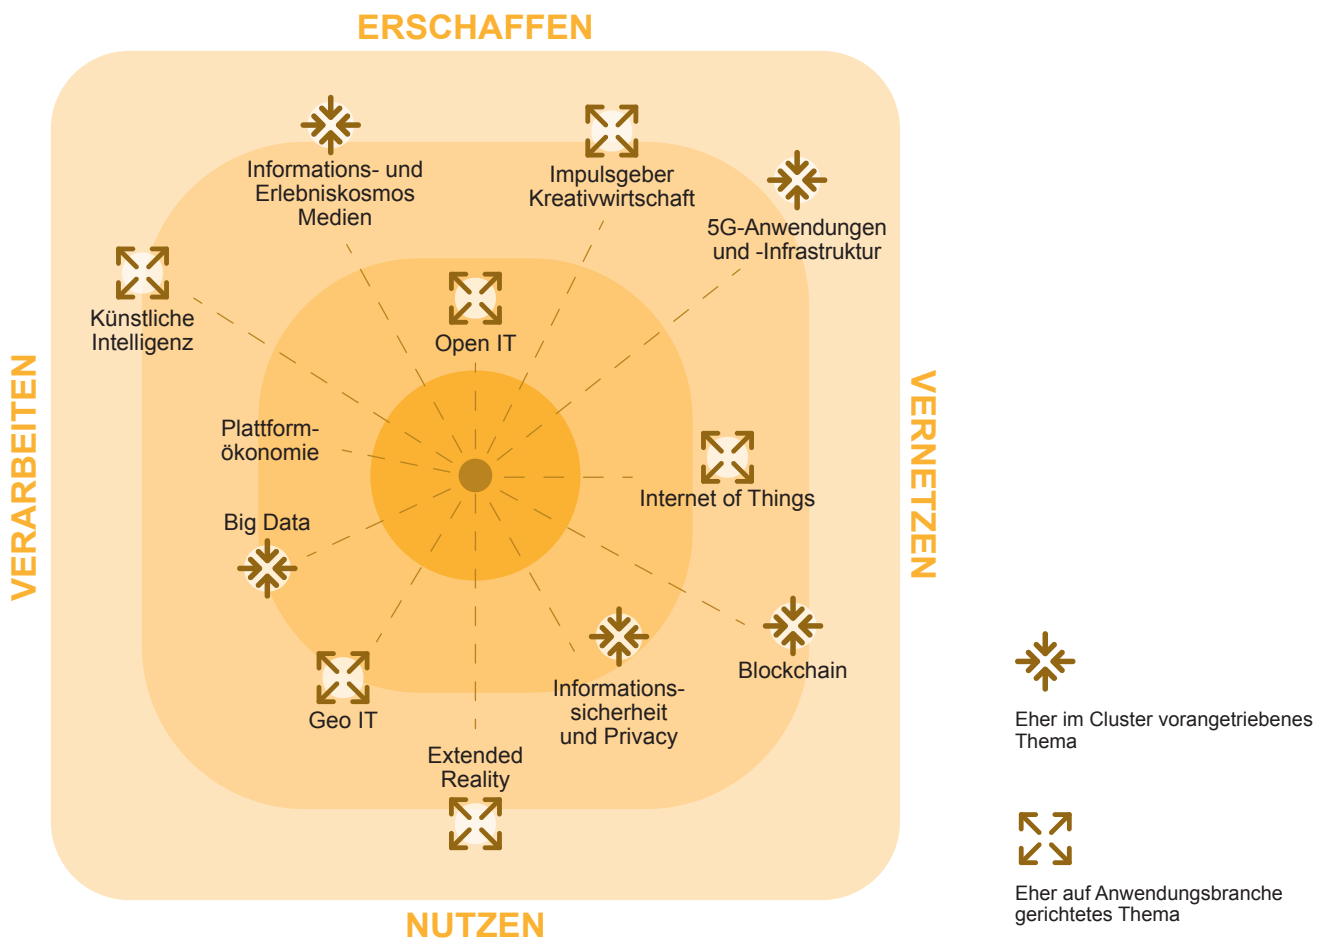 ERSCHAFFEN
Informations- und
Erlebniskosmos
Medien
Impulsgeber
Kreativwirtschaft
5G-Anwendungen
und -Infrastruktur
Künstliche
Intelligenz
Open IT
VERARBEITEN
VERNETZEN
Plattform-
ökonomie
Internet of Things
Big Data
Blockchain
Informations-
sicherheit
und Privacy
Geo IT
Extended
Reality
NUTZEN
Eher im Cluster vorangetriebenes
Thema
Eher auf Anwendungsbranche
gerichtetes Thema